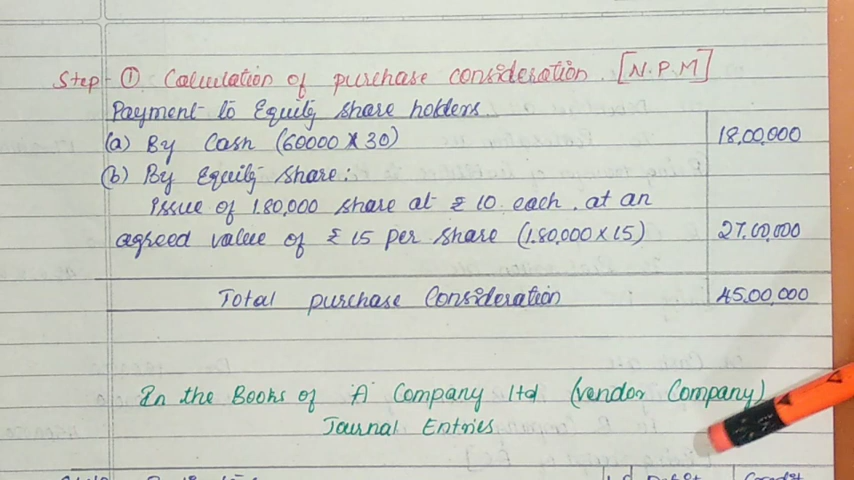 Step - ① Calculation of purchase consideration. [N.P.M]
Payment to Equity share holders.
(a) By Cash (60000 x 30) 18,00,000
(b) By Equity share:
Issue of 1,80,000 share at ₹ 10 each. at an
agreed value of ₹ 15 per share (1,80,000 x 15) 27,00,000
Total purchase Consideration 45,00,000
In the Books of 'A' Company Ltd. (vendor Company)
Journal Entries